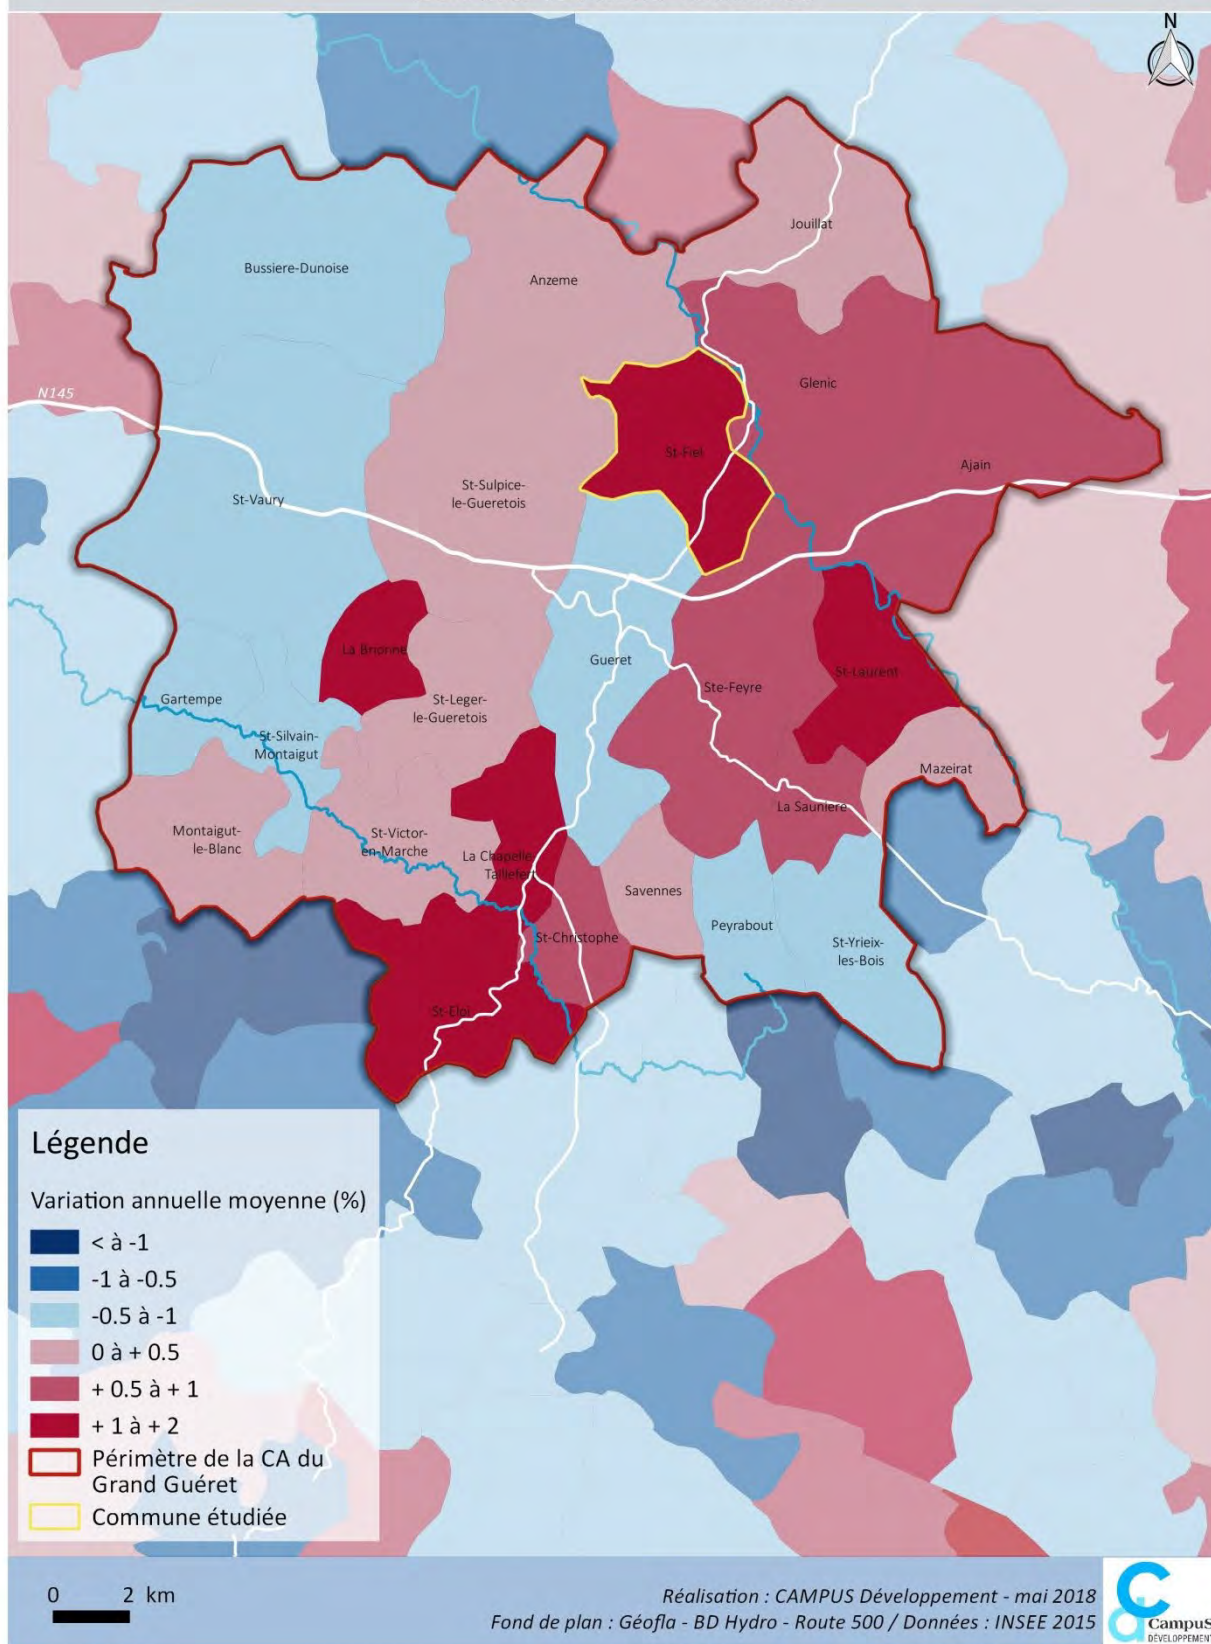 N
Jouillat
Bussiere-Dunoise
Anzeme
Glenic
N145
St-Fiel
Ajain
St-Sulpice-
le-Gueretois
St-Vaury
La Brionne
Gueret
St-Laurent
Ste-Feyre
Gartempe
St-Leger-
le-Gueretois
St-Silvain-
Montaigut
Mazeirat
La Sauniere
Montaigut-
le-Blanc
St-Victor-
en-Marche
La Chapelle-
Taillefert
Savennes
Peyrabout
St-Christophe
St-Yrieix-
les-Bois
St-Eloi
Légende
Variation annuelle moyenne (%)
< à -1
-1 à -0.5
-0.5 à -1
0 à + 0.5
+ 0.5 à + 1
+ 1 à + 2
Périmètre de la CA du
Grand Guéret
Commune étudiée
0 2 km
Réalisation : CAMPUS Développement - mai 2018
Fond de plan : Géofla - BD Hydro - Route 500 / Données : INSEE 2015
CampuS
DÉVELOPPEMENT